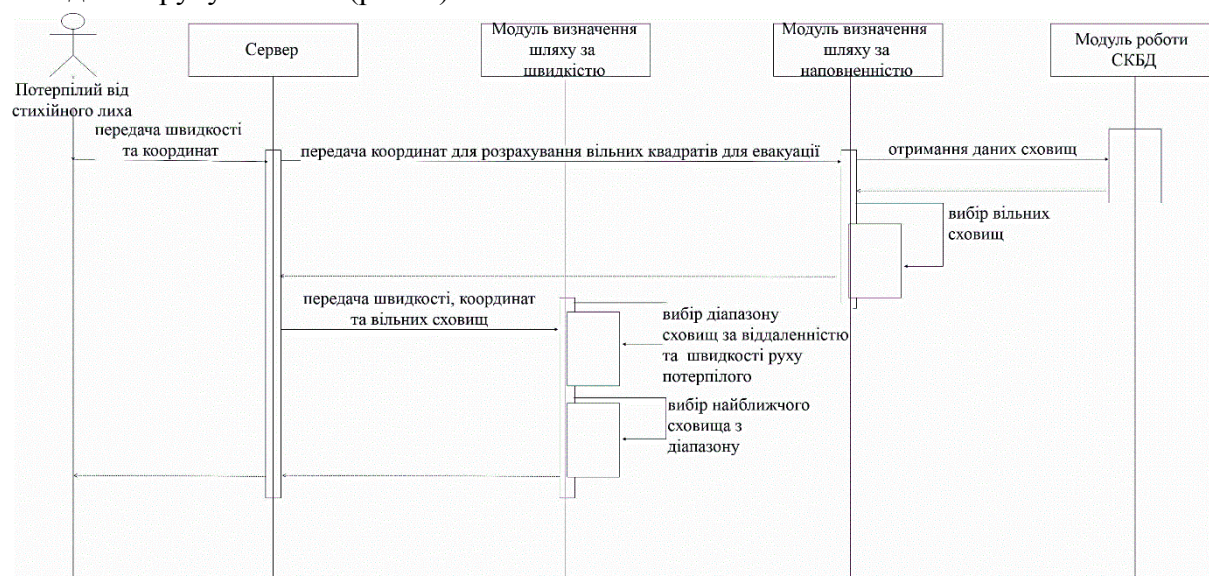 Сервер
Модуль визначення
шляху за
швидкістю
Модуль визначення
шляху за
наповненністю
Модуль роботи
СКБД
Потерпілий від
стихійного лиха
передача швидкості
та координат
передача координат для розрахування вільних квадратів для евакуації
отримання даних сховищ
вибір вільних
сховищ
передача швидкості, координат
та вільних сховищ
вибір діапазону
сховищ за віддаленністю
та швидкості руху
потерпілого
вибір найближчого
сховища з
діапазону